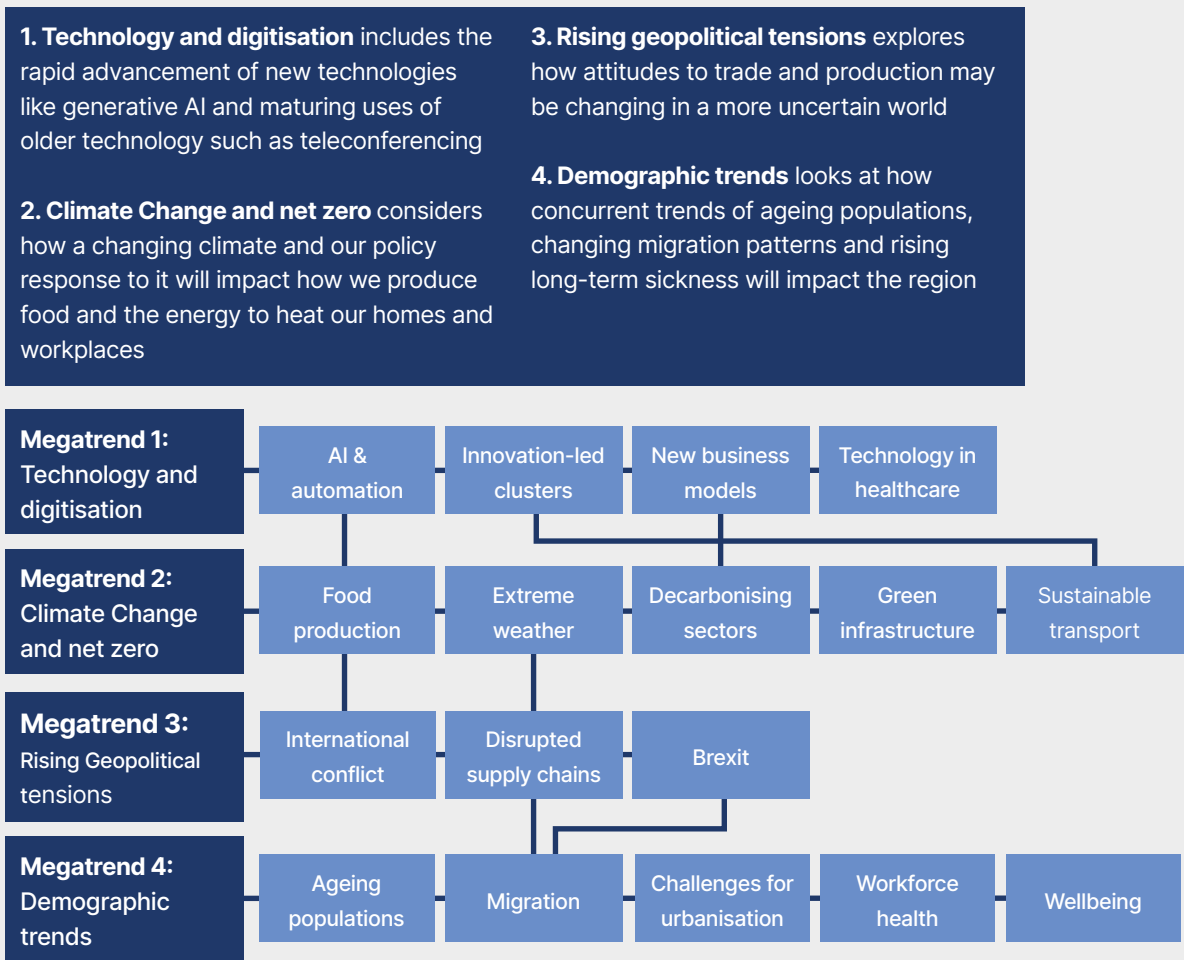 1. Technology and digitisation includes the
rapid advancement of new technologies
like generative AI and maturing uses of
older technology such as teleconferencing
2. Climate Change and net zero considers
how a changing climate and our policy
response to it will impact how we produce
food and the energy to heat our homes and
workplaces
3. Rising geopolitical tensions explores
how attitudes to trade and production may
be changing in a more uncertain world
4. Demographic trends looks at how
concurrent trends of ageing populations,
changing migration patterns and rising
long-term sickness will impact the region
Megatrend 1:
Technology and
digitisation
AI &
automation
Innovation-led
clusters
New business
models
Technology in
healthcare
Megatrend 2:
Climate Change
and net zero
Food
production
Extreme
weather
Decarbonising
sectors
Green
infrastructure
Sustainable
transport
Megatrend 3:
Rising Geopolitical
tensions
International
conflict
Disrupted
supply chains
Brexit
Megatrend 4:
Demographic
trends
Ageing
populations
Migration
Challenges for
urbanisation
Workforce
health
Wellbeing